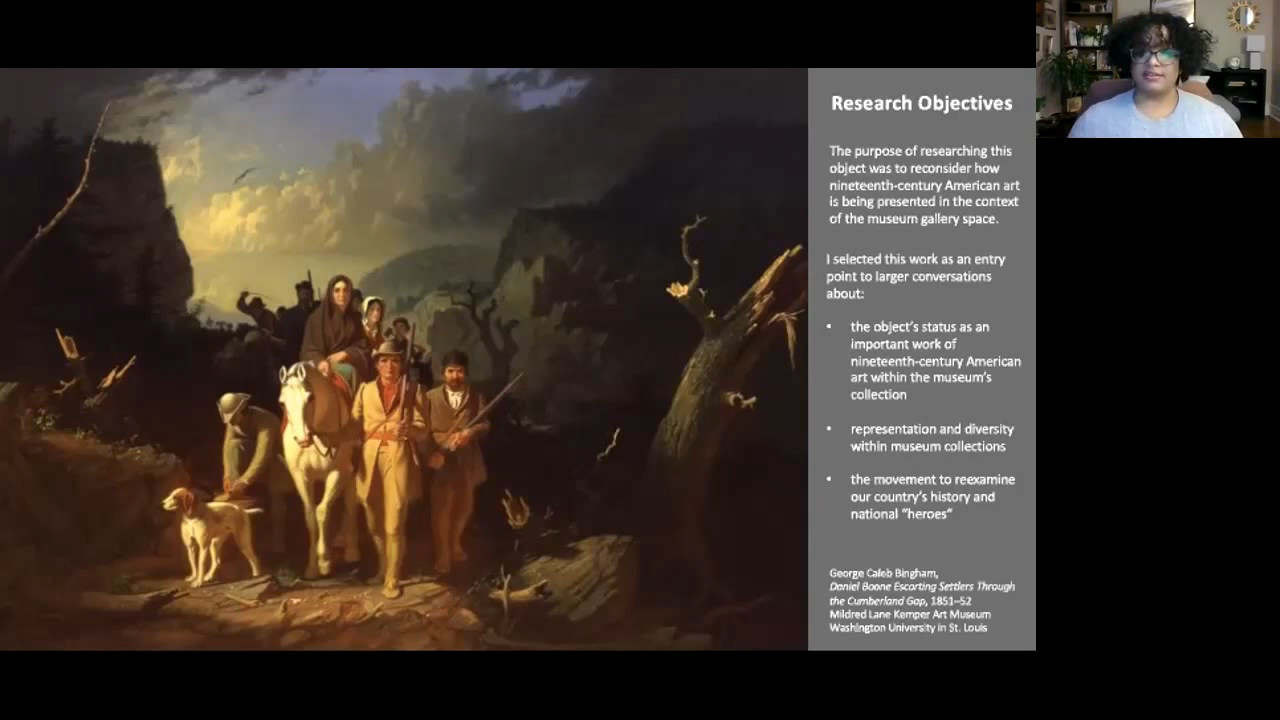 Research Objectives
The purpose of researching this
object was to reconsider how
nineteenth-century American art
is being presented in the context
of the museum gallery space.
I selected this work as an entry
point to larger conversations
about:
• the object's status as an
important work of
nineteenth-century American
art within the museum's
collection
• representation and diversity
within museum collections
• the movement to reexamine
our country's history and
national "heroes"
George Caleb Bingham,
Daniel Boone Escorting Settlers Through
the Cumberland Gap, 1851–52
Mildred Lane Kemper Art Museum
Washington University in St. Louis